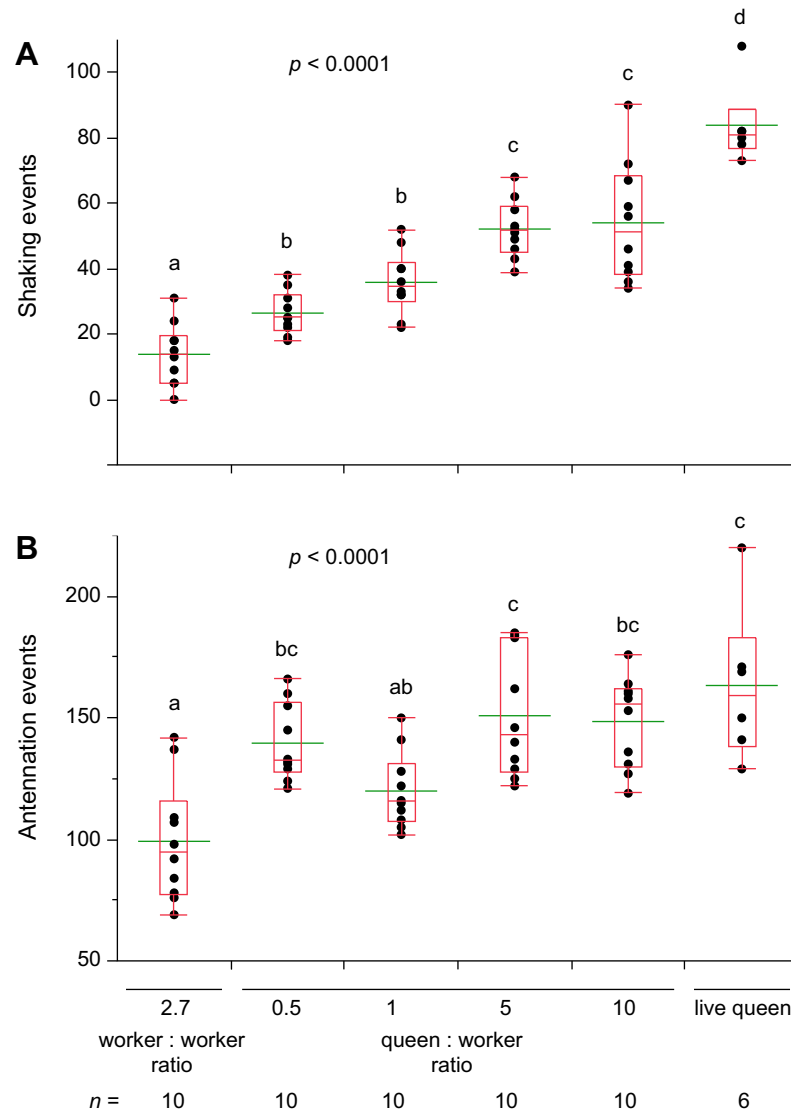 A
p < 0.0001
a
b
b
c
c
d
100
80
60
40
20
0
Shaking events
B
p < 0.0001
a
bc
ab
c
bc
c
200
150
100
50
Antennation events
2.7 0.5 1 5 10 live queen
worker : worker queen : worker
ratio ratio
n = 10 10 10 10 10 6